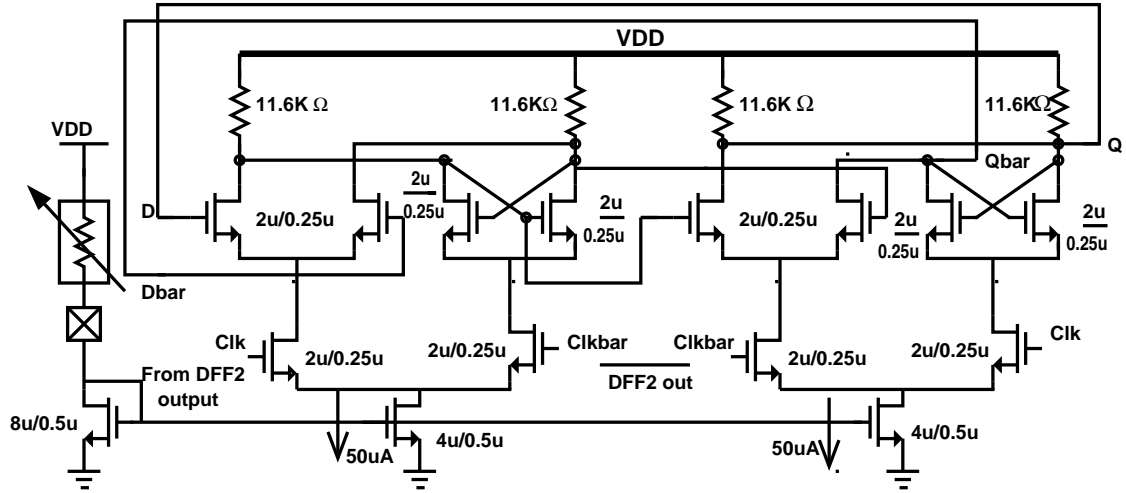 VDD
11.6K Ω
11.6KΩ
11.6K Ω
11.6KΩ
VDD
Q
Qbar
D
2u/0.25u
2u
0.25u
2u
0.25u
2u/0.25u
2u
0.25u
2u
0.25u
Dbar
Clk
2u/0.25u
2u/0.25u
Clkbar
Clkbar
2u/0.25u
2u/0.25u
Clk
DFF2 out
From DFF2
output
8u/0.5u
50uA
4u/0.5u
50uA
4u/0.5u